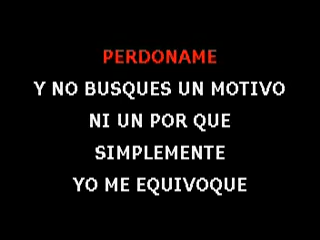 PERDONAME
Y NO BUSQUES UN MOTIVO
NI UN POR QUE
SIMPLEMENTE
YO ME EQUIVOQUE